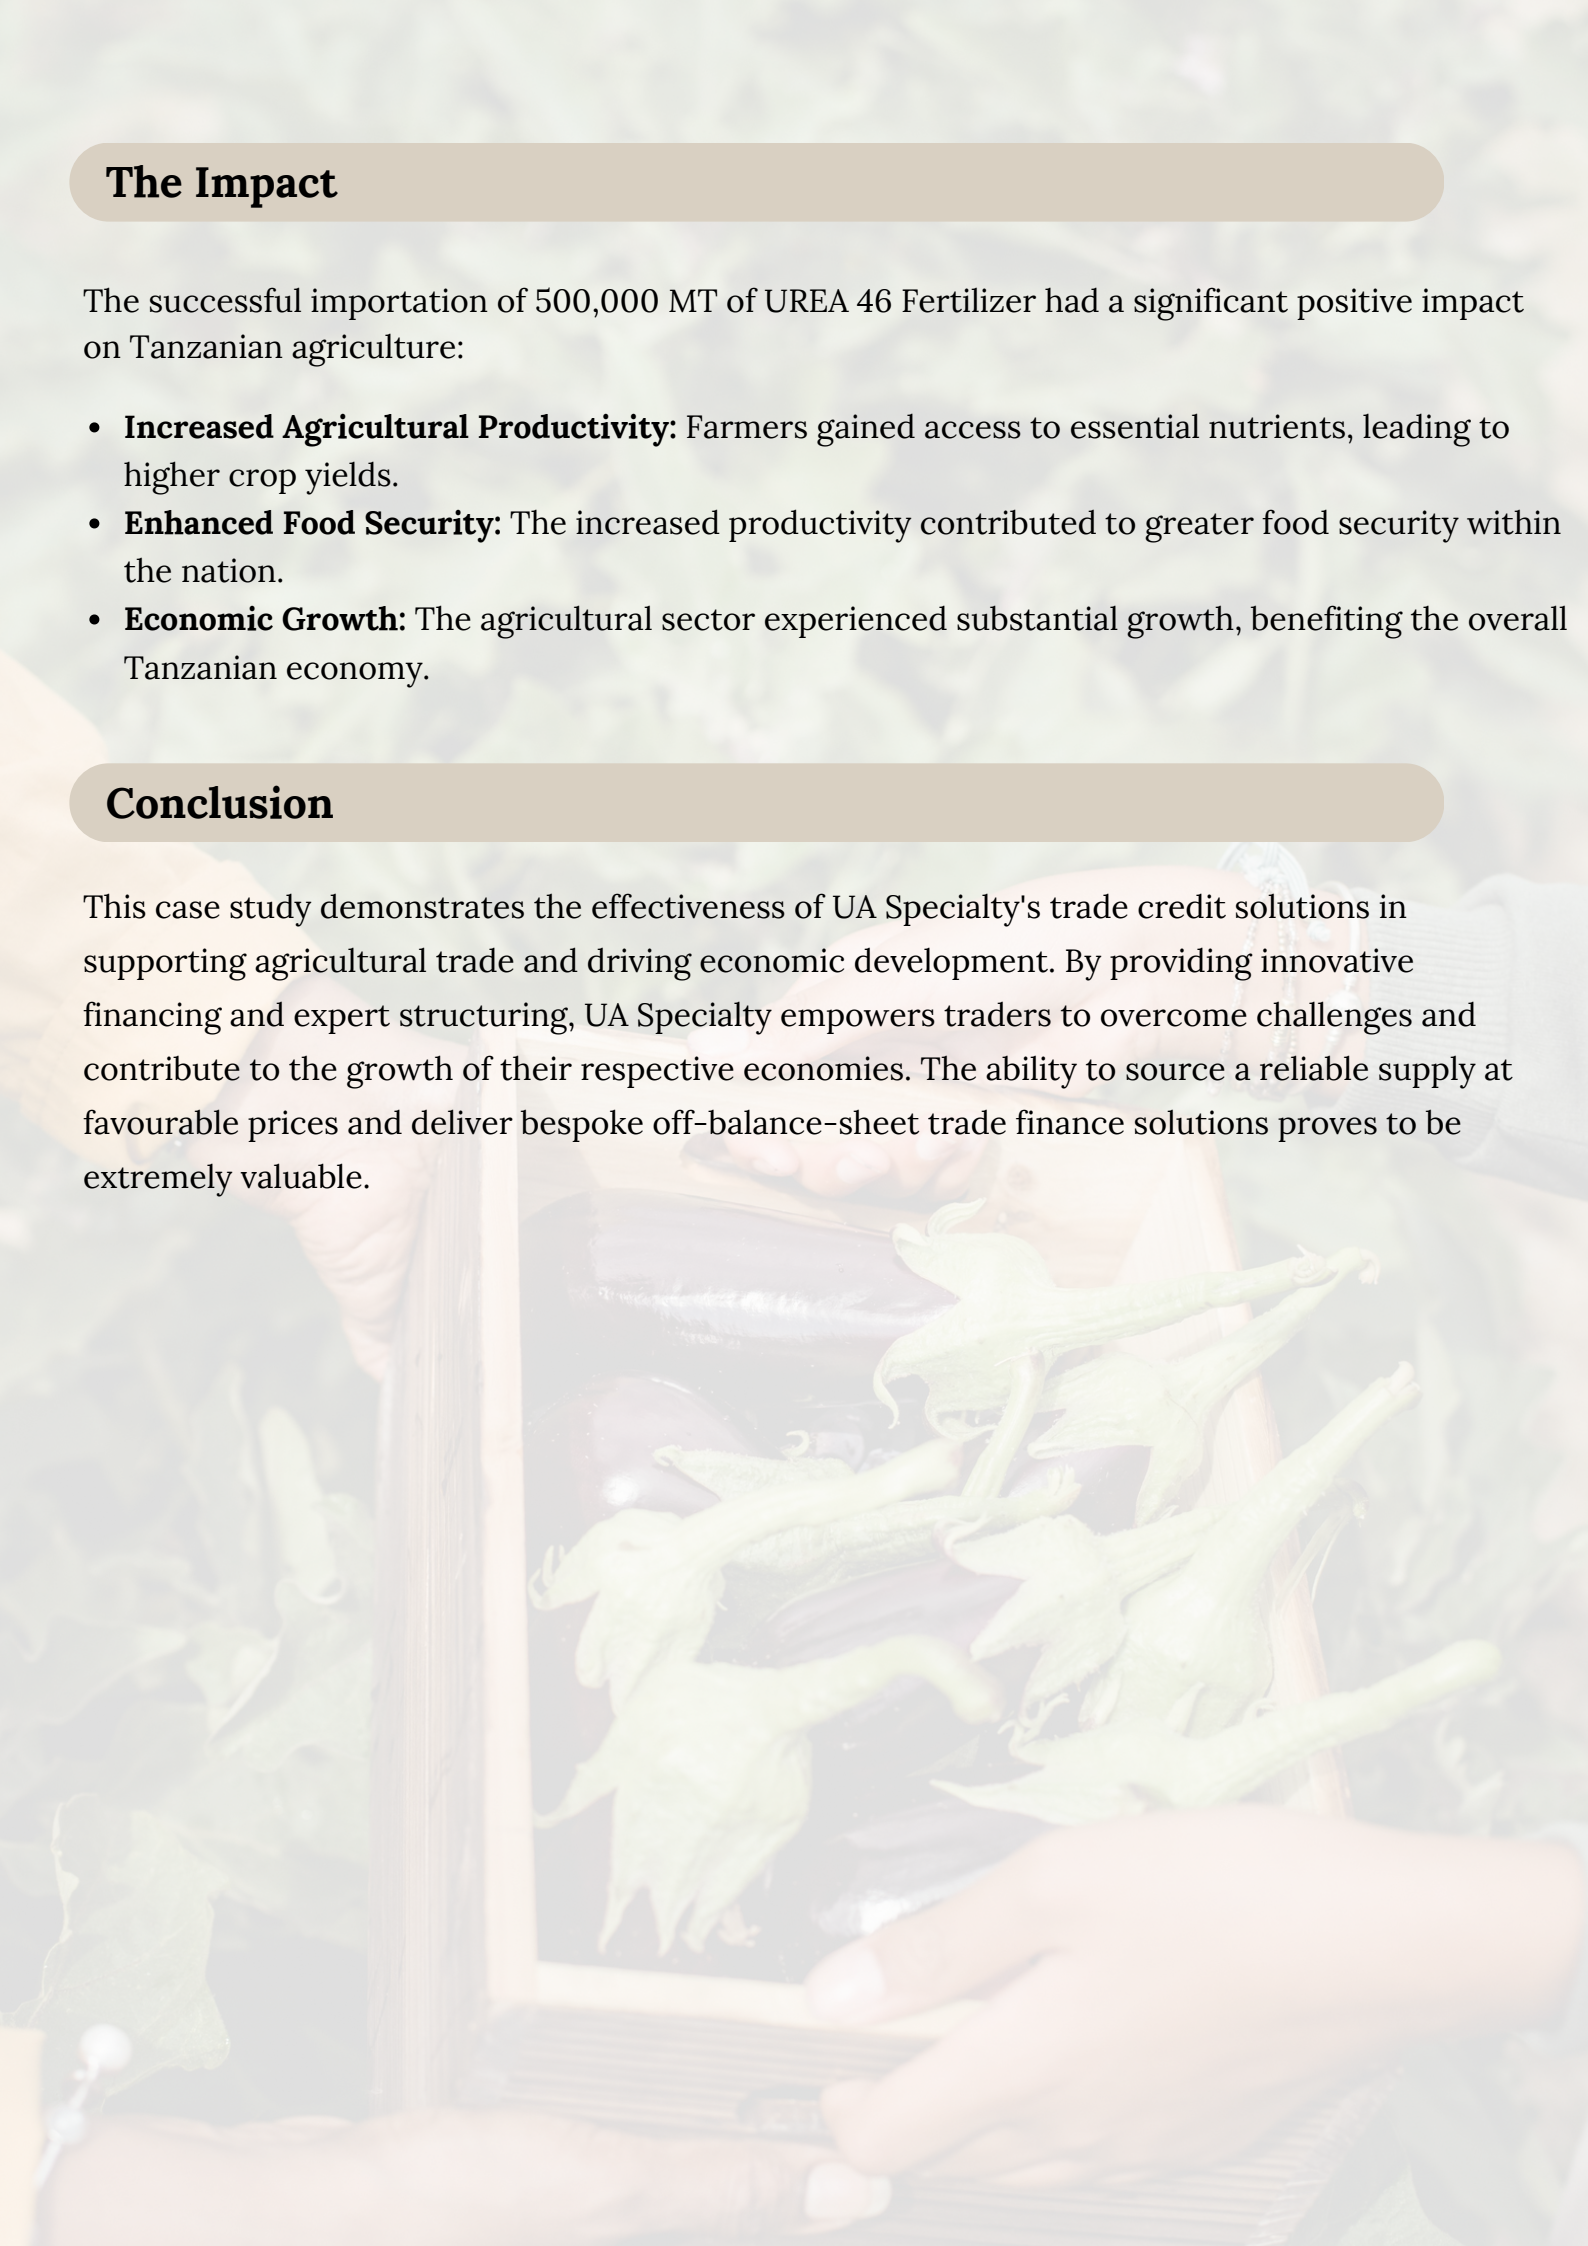 The Impact
The successful importation of 500,000 MT of UREA 46 Fertilizer had a significant positive impact
on Tanzanian agriculture:
• Increased Agricultural Productivity: Farmers gained access to essential nutrients, leading to
higher crop yields.
• Enhanced Food Security: The increased productivity contributed to greater food security within
the nation.
• Economic Growth: The agricultural sector experienced substantial growth, benefiting the overall
Tanzanian economy.
Conclusion
This case study demonstrates the effectiveness of UA Specialty's trade credit solutions in
supporting agricultural trade and driving economic development. By providing innovative
financing and expert structuring, UA Specialty empowers traders to overcome challenges and
contribute to the growth of their respective economies. The ability to source a reliable supply at
favourable prices and deliver bespoke off-balance-sheet trade finance solutions proves to be
extremely valuable.